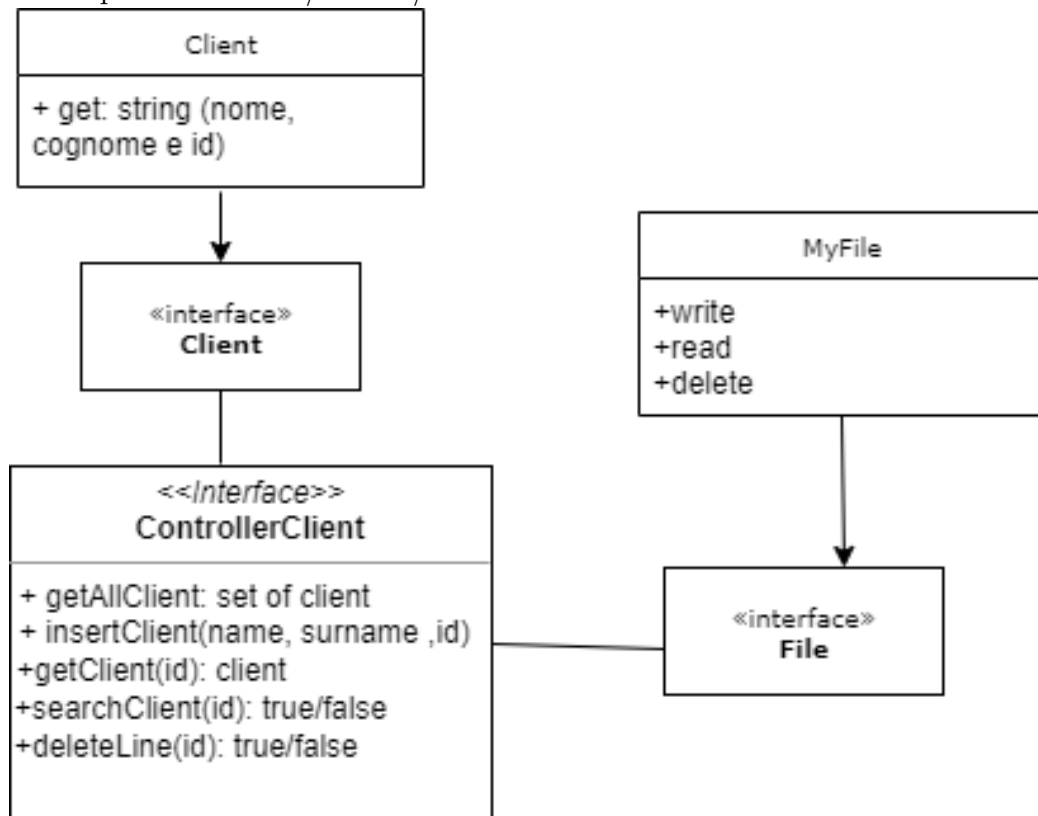 Client
+ get: string (nome,
cognome e id)
«interface»
Client
MyFile
+write
+read
+delete
<<Interface>>
ControllerClient
+ getAllClient: set of client
+ insertClient(name, surname ,id)
+getClient(id): client
+searchClient(id): true/false
+deleteLine(id): true/false
«interface»
File